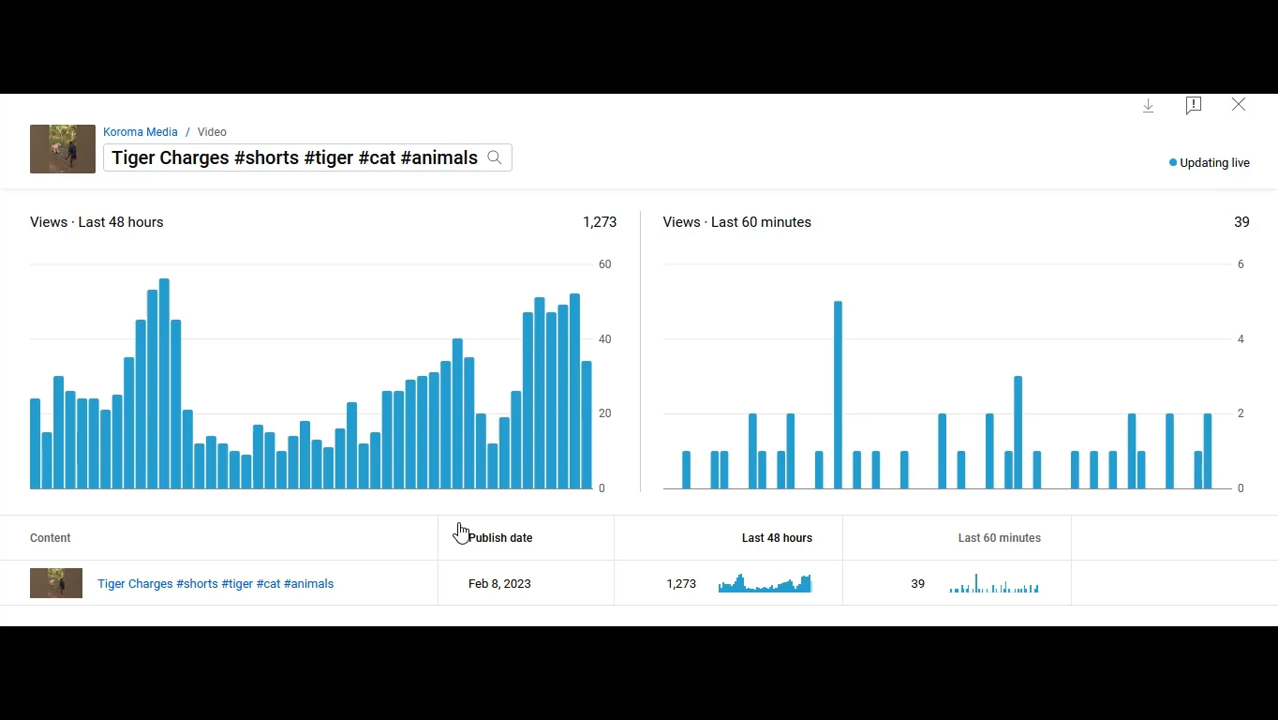 Koroma Media / Video
Tiger Charges #shorts #tiger #cat #animals
Updating live
Views · Last 48 hours 1,273
60
40
20
0
Views · Last 60 minutes 39
6
4
2
0
Content Publish date Last 48 hours Last 60 minutes
Tiger Charges #shorts #tiger #cat #animals Feb 8, 2023 1,273 39